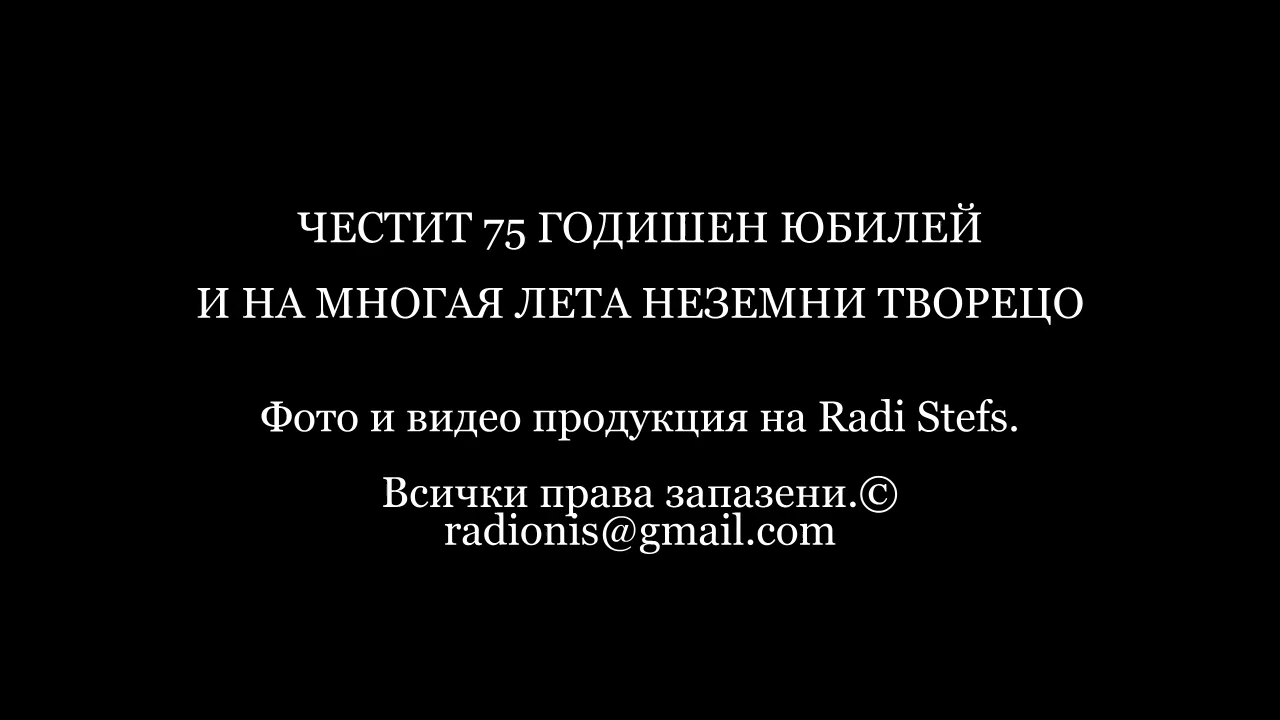 ЧЕСТИТ 75 ГОДИШЕН ЮБИЛЕЙ
И НА МНОГАЯ ЛЕТА НЕЗЕМНИ ТВОРЕЦО
Фото и видео продукция на Radi Stefs.
Всички права запазени.©
radionis@gmail.com